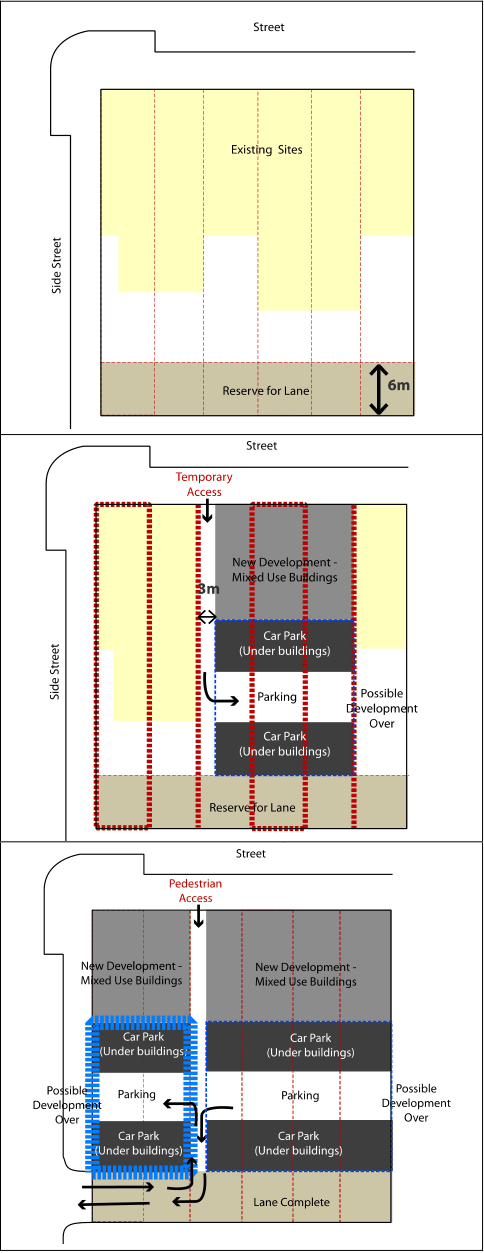 Street
Existing Sites
Side Street
Reserve for Lane
6m
Street
Temporary
Access
New Development -
Mixed Use Buildings
3m
Car Park
(Under buildings)
Side Street
Parking
Possible
Development
Over
Car Park
(Under buildings)
Reserve for Lane
Street
Pedestrian
Access
New Development -
Mixed Use Buildings
New Development -
Mixed Use Buildings
Car Park
(Under buildings)
Car Park
(Under buildings)
Possible
Development
Over
Parking
Parking
Possible
Development
Over
Car Park
(Under buildings)
Car Park
(Under buildings)
Lane Complete